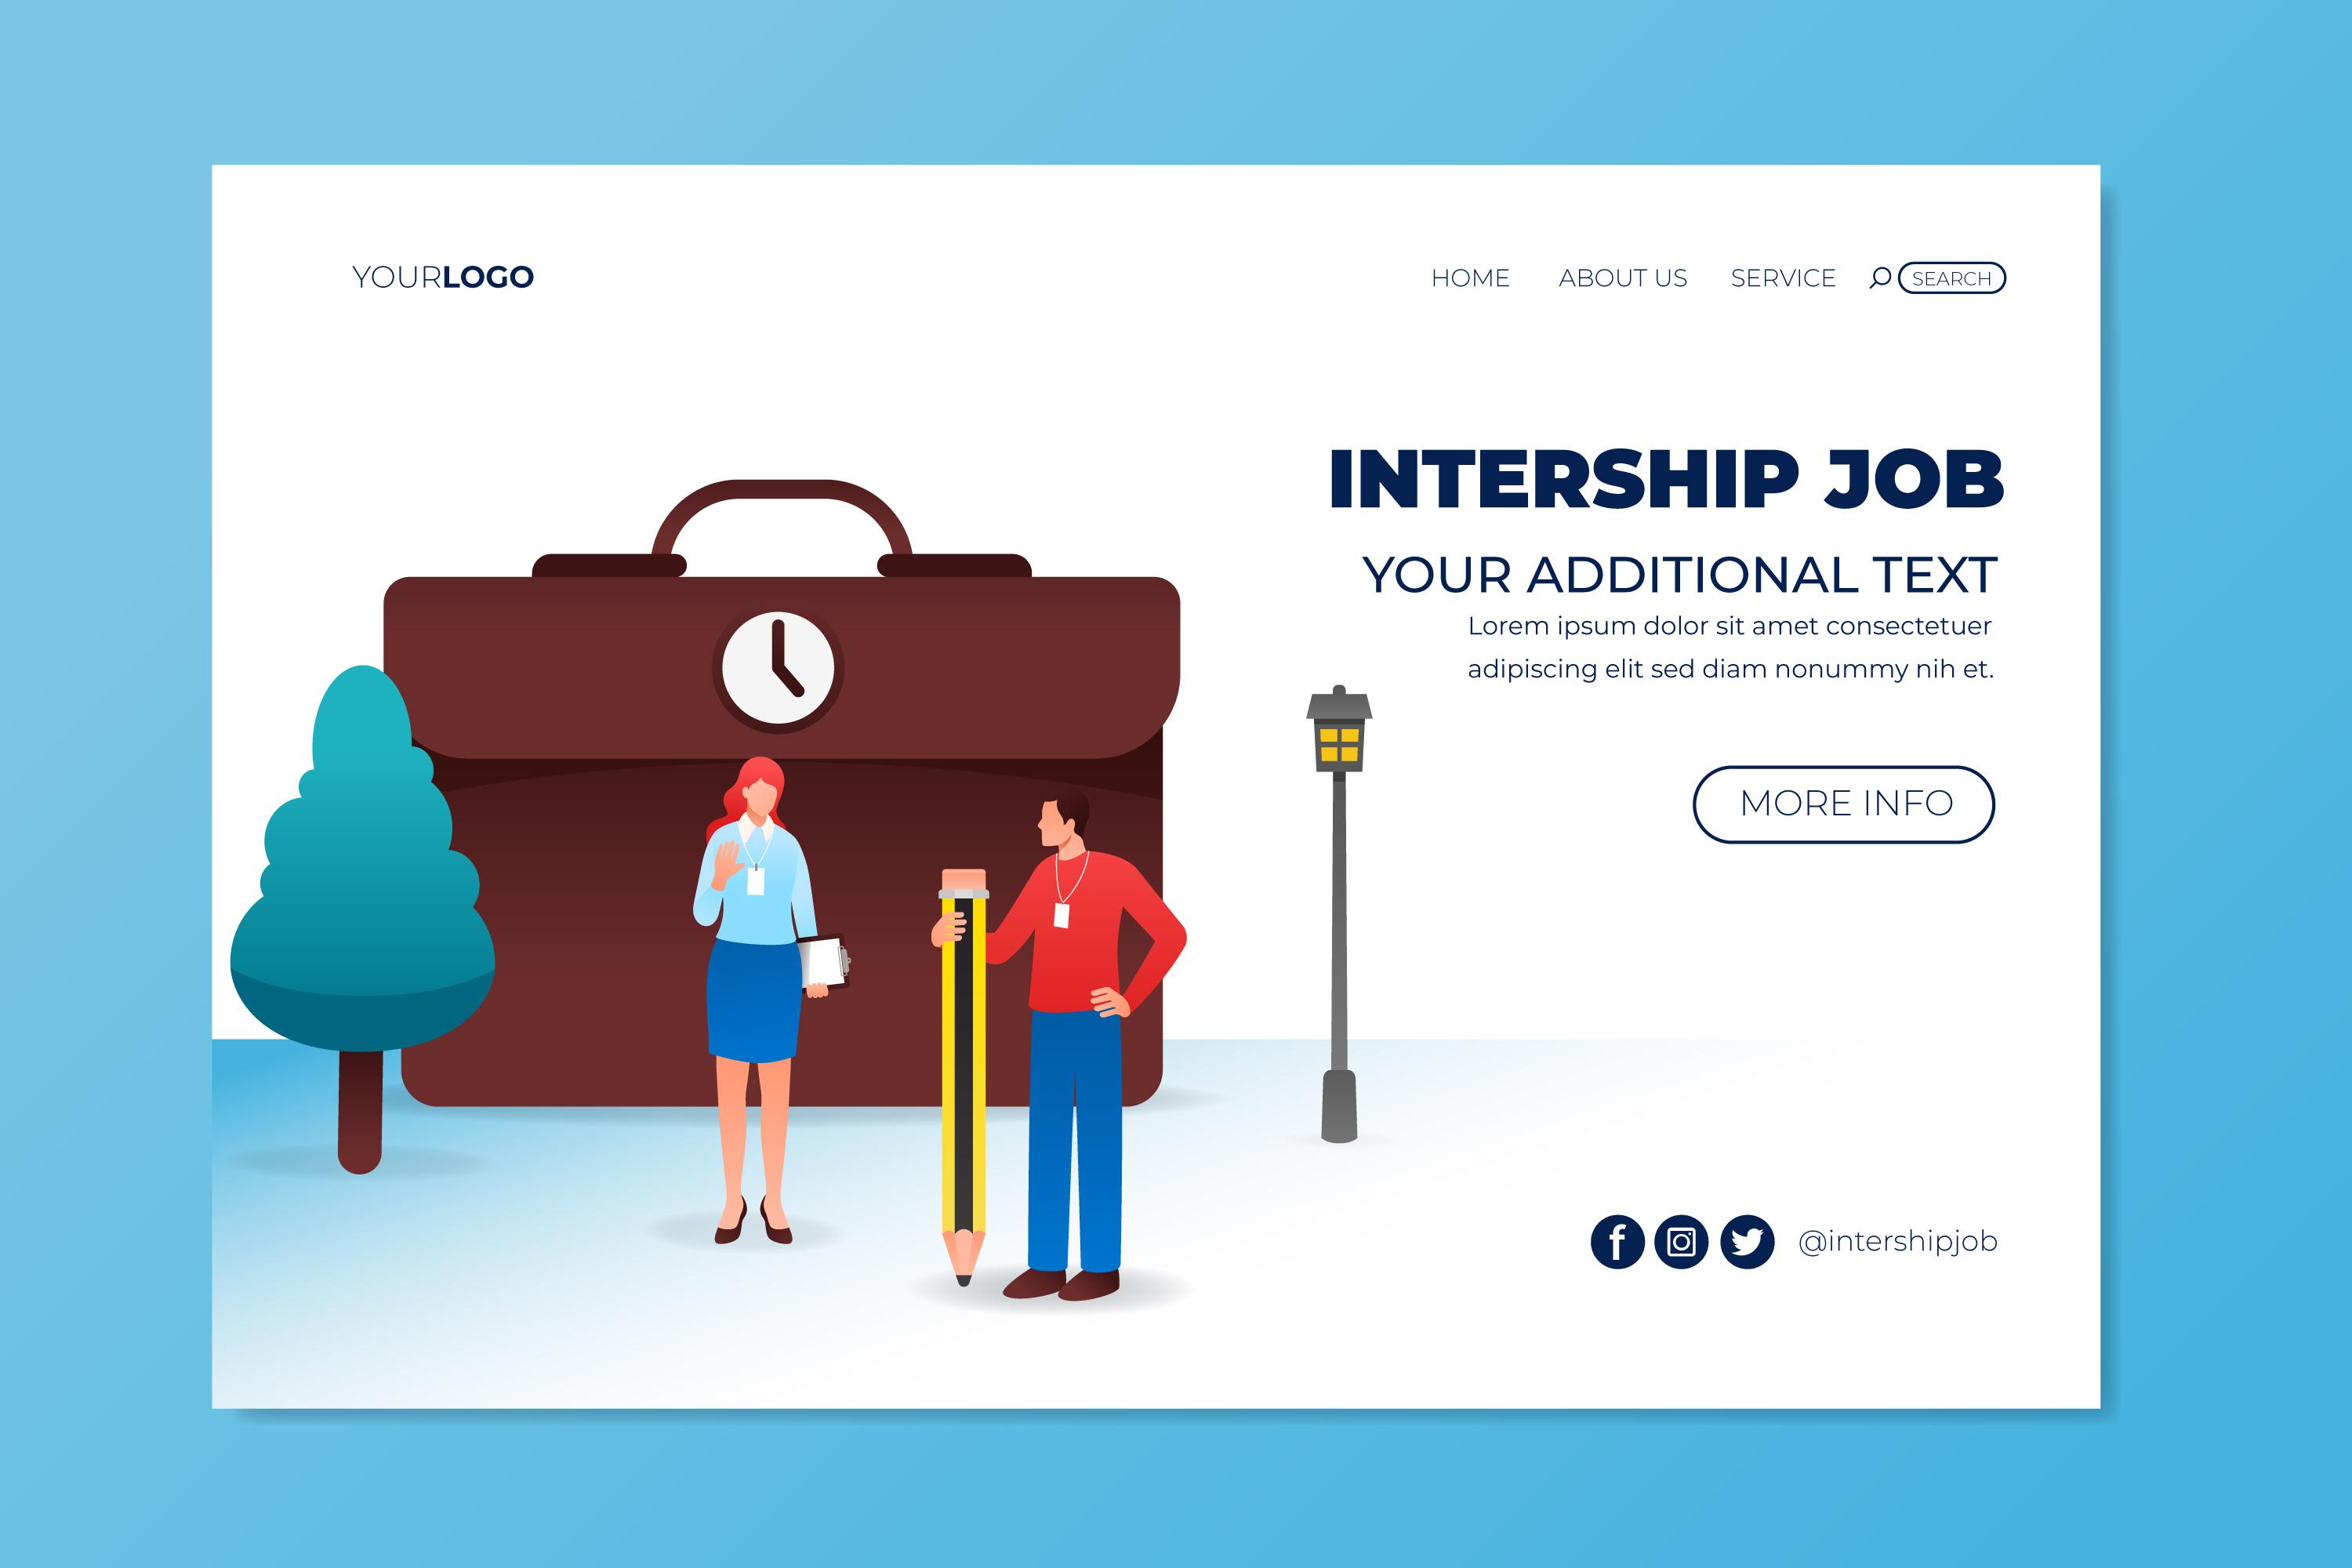 YOURLOGO
HOME ABOUT US SERVICE SEARCH
INTERSHIP JOB
YOUR ADDITIONAL TEXT
Lorem ipsum dolor sit amet consectetuer
adipiscing elit sed diam nonummy nih et.
MORE INFO
@intershipjob